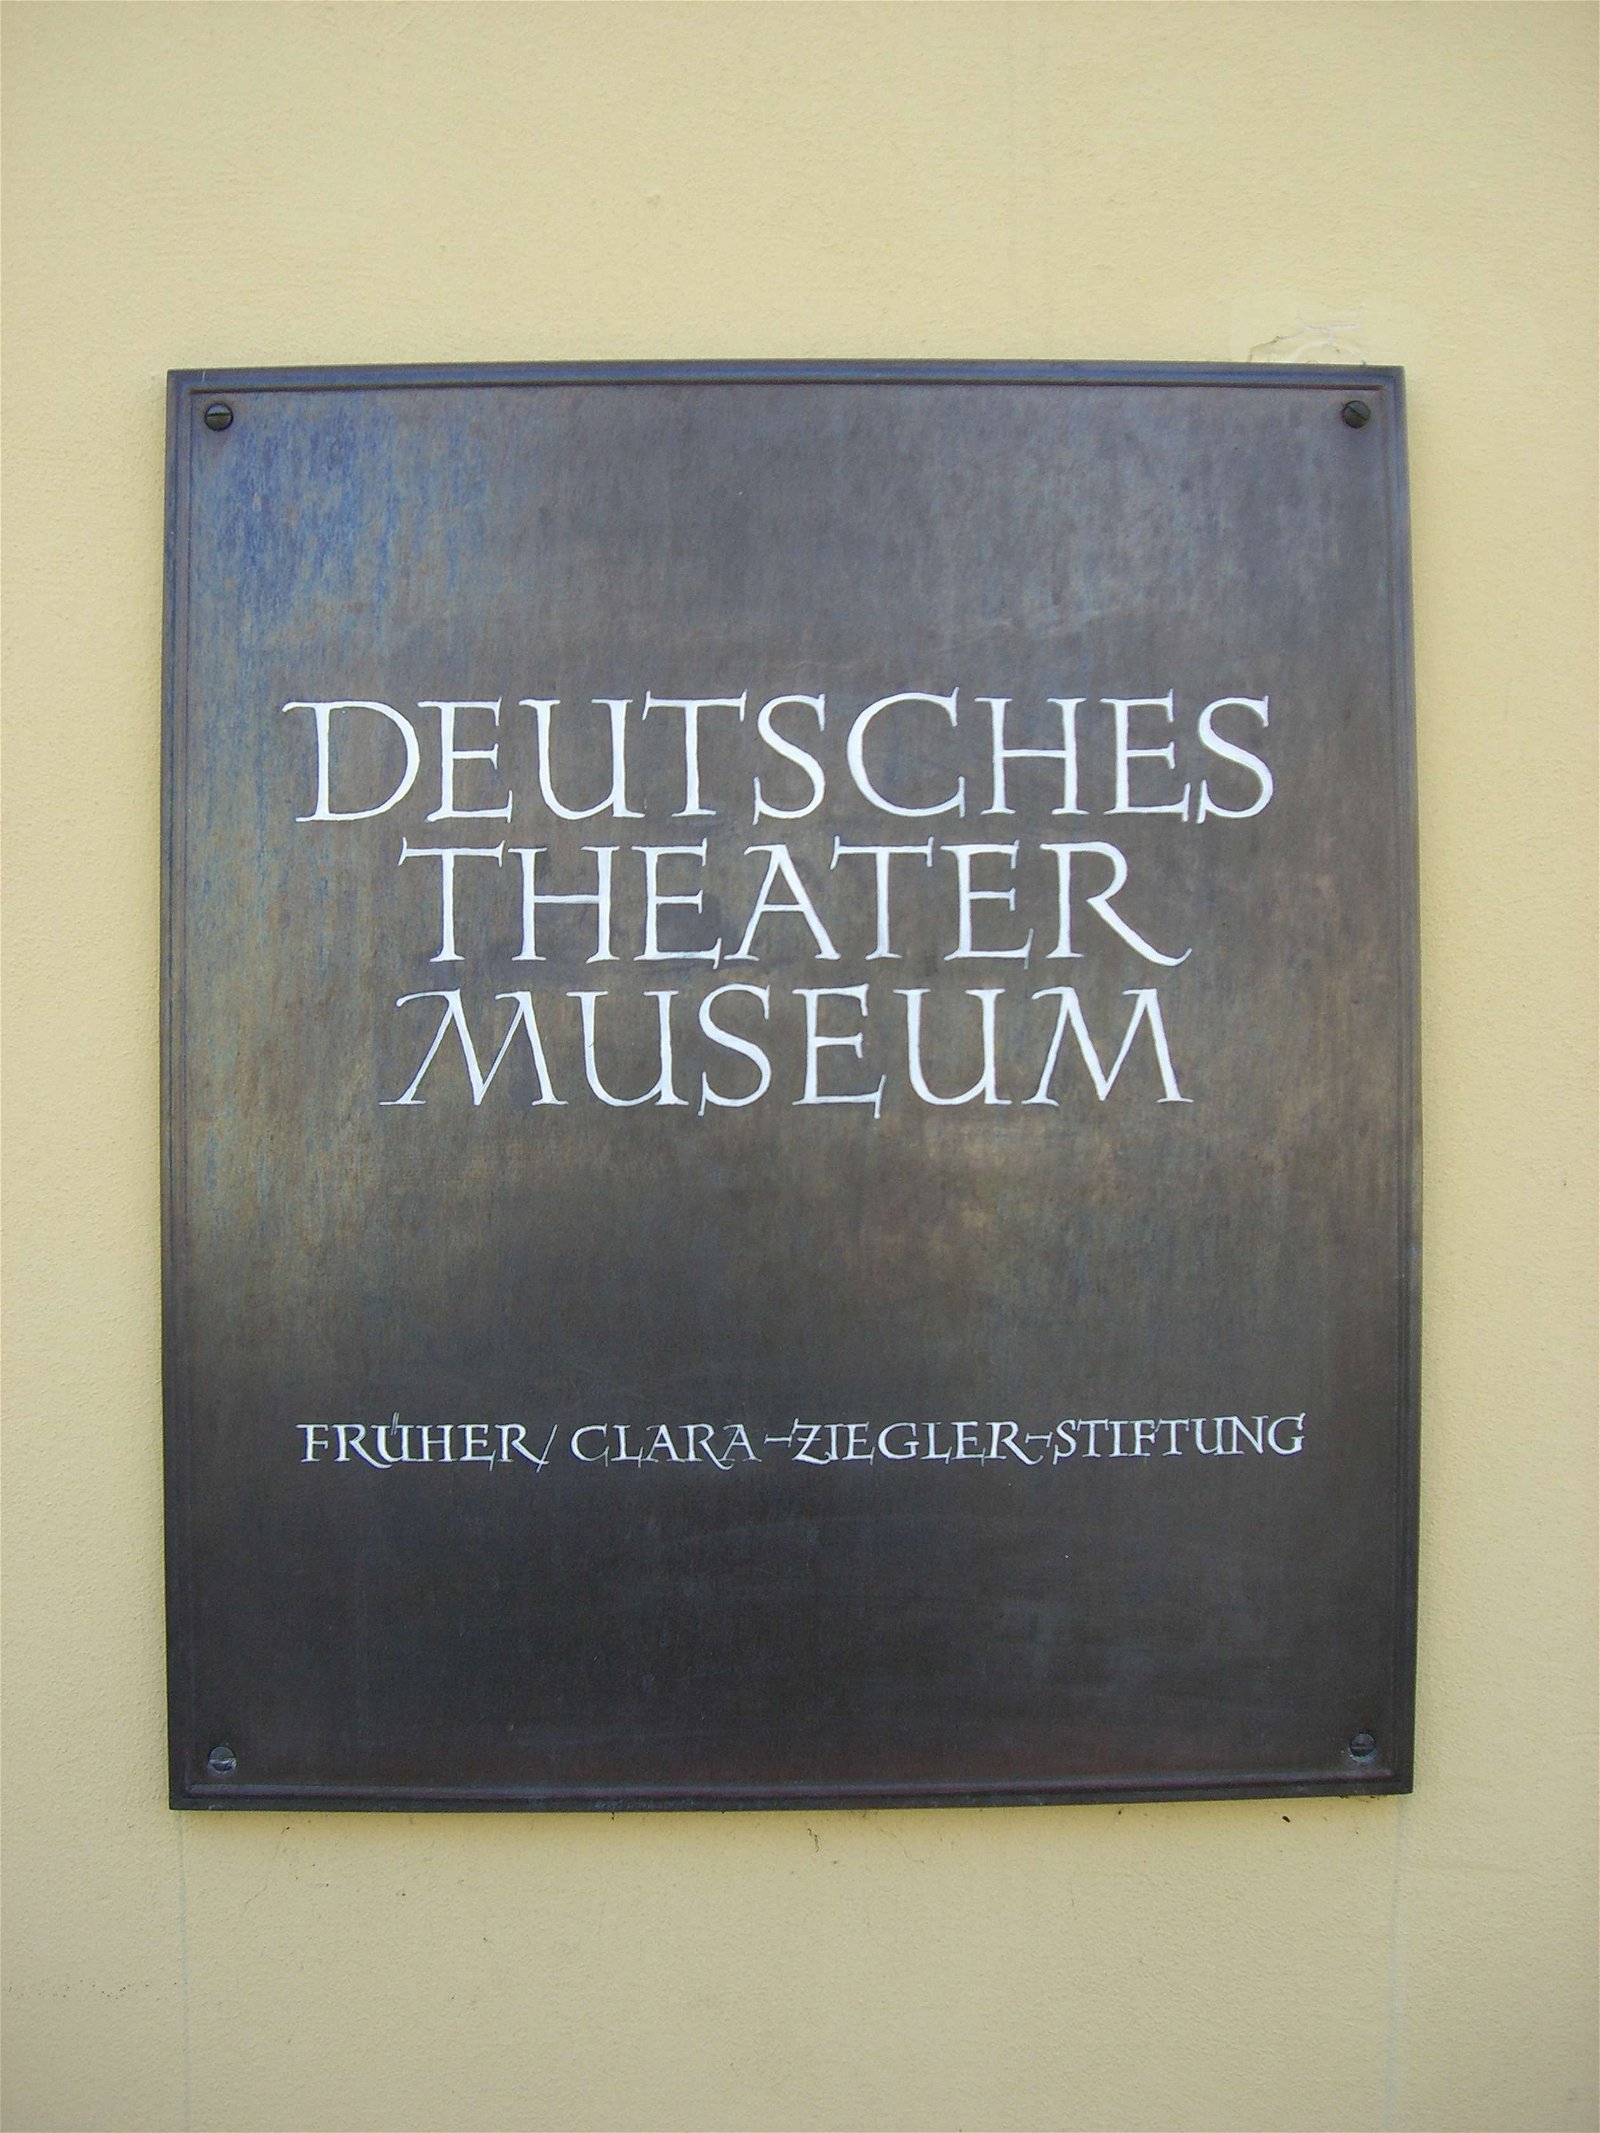 DEUTSCHES
THEATER
MUSEUM
FRÜHER/CLARA-ZIEGLER-STIFTUNG